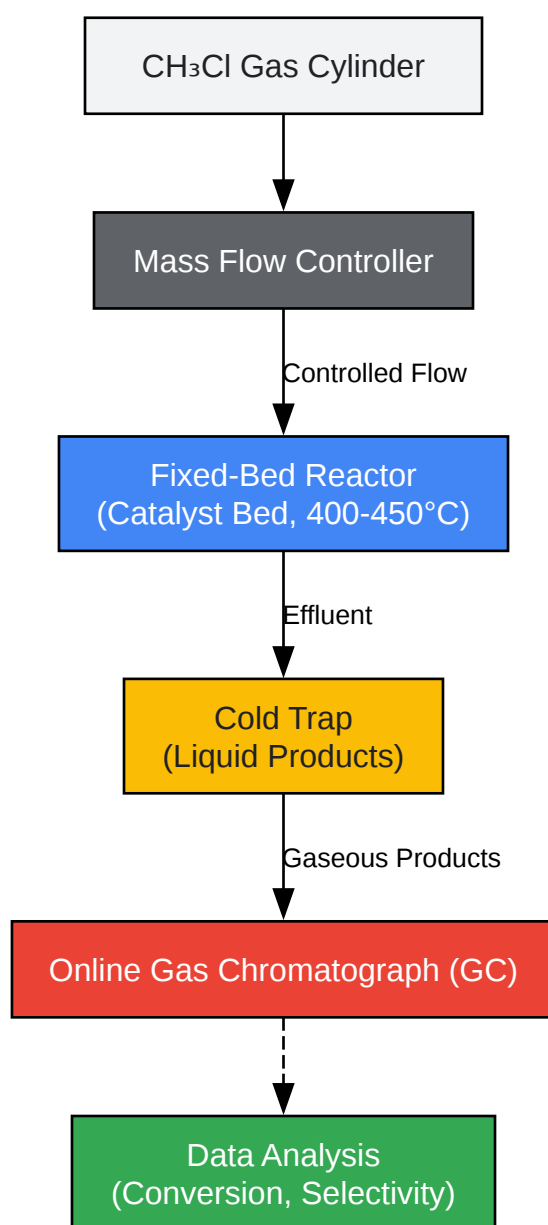 CH₃Cl Gas Cylinder
Mass Flow Controller
Controlled Flow
Fixed-Bed Reactor
(Catalyst Bed, 400-450°C)
Effluent
Cold Trap
(Liquid Products)
Gaseous Products
Online Gas Chromatograph (GC)
Data Analysis
(Conversion, Selectivity)